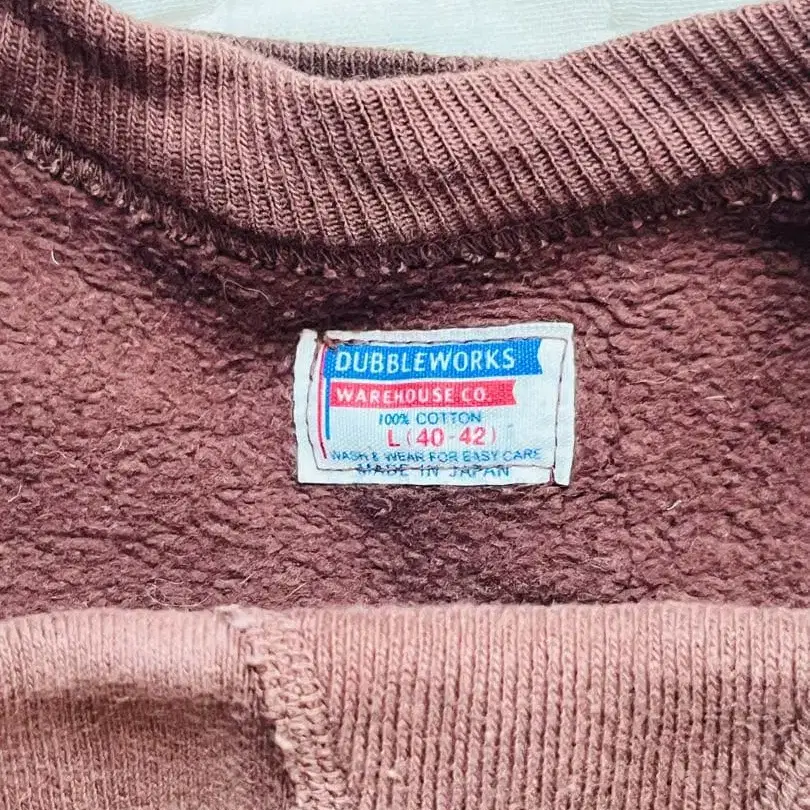 DUBBLEWORKS
WAREHOUSE CO.
100% COTTON
L (40-42)
WASH & WEAR FOR EASY CARE
MADE IN JAPAN